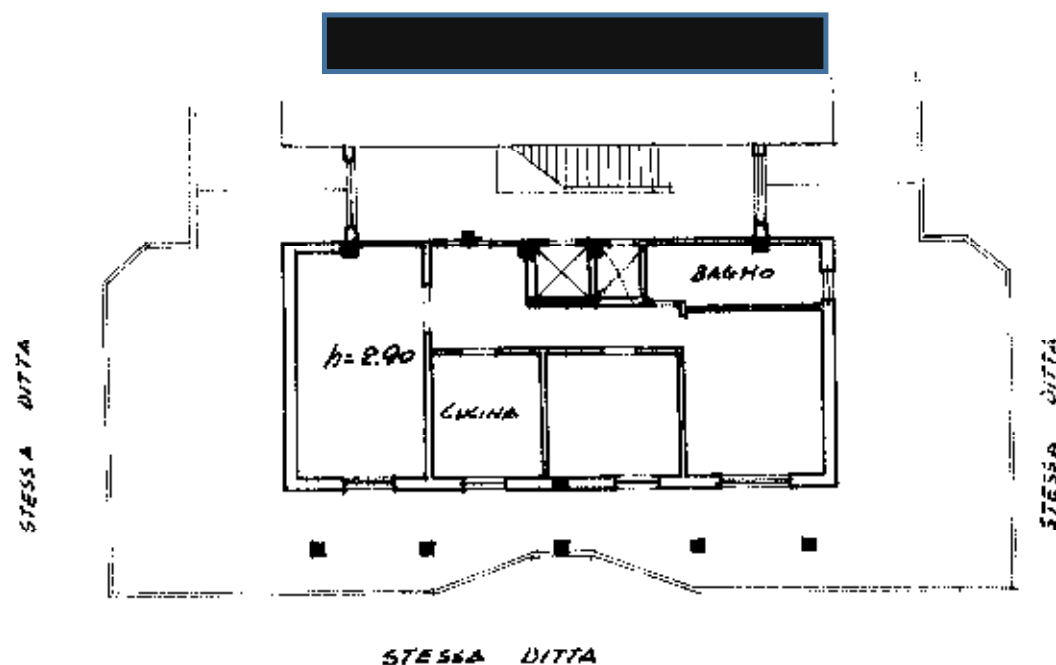 BAGNO
h=2.90
CUCINA
STESSA DITTA
STESSA DITTA
STESSA DITTA